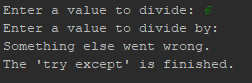 Enter a value to divide: 6
Enter a value to divide by:
Something else went wrong.
The 'try except' is finished.